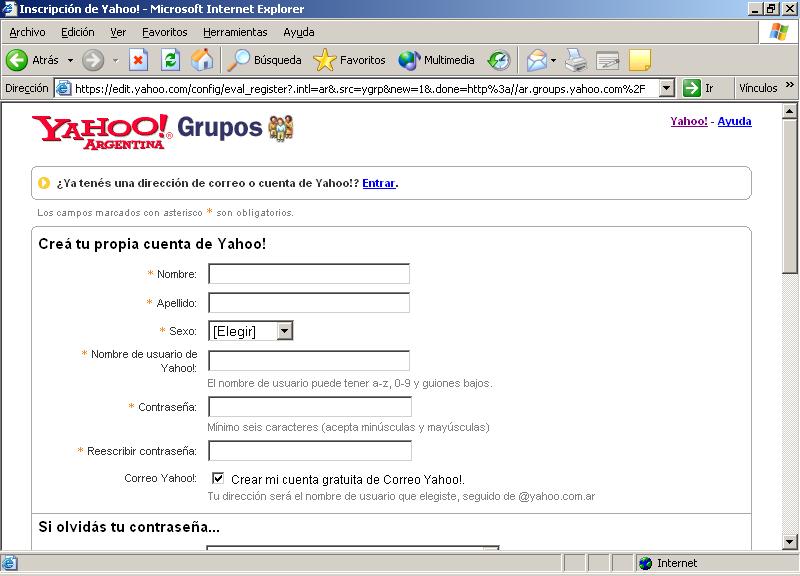 Inscripción de Yahoo! - Microsoft Internet Explorer
Archivo Edición Ver Favoritos Herramientas Ayuda
Atrás Búsqueda Favoritos Multimedia
Dirección https://edit.yahoo.com/config/eval_register?.intl=ar&.src=ygrp&new=1&.done=http%3a//ar.groups.yahoo.com%2F Ir Vínculos »
YAHOO! ARGENTINA Grupos Yahoo! - Ayuda
¿Ya tenés una dirección de correo o cuenta de Yahoo!? Entrar.
Los campos marcados con asterisco * son obligatorios.
Creá tu propia cuenta de Yahoo!
* Nombre:
* Apellido:
* Sexo: [Elegir]
* Nombre de usuario de
Yahoo!:
El nombre de usuario puede tener a-z, 0-9 y guiones bajos.
* Contraseña:
Mínimo seis caracteres (acepta minúsculas y mayúsculas)
* Reescribir contraseña:
Correo Yahoo!: Crear mi cuenta gratuita de Correo Yahoo!.
Tu dirección será el nombre de usuario que elegiste, seguido de @yahoo.com.ar
Si olvidás tu contraseña...
Internet